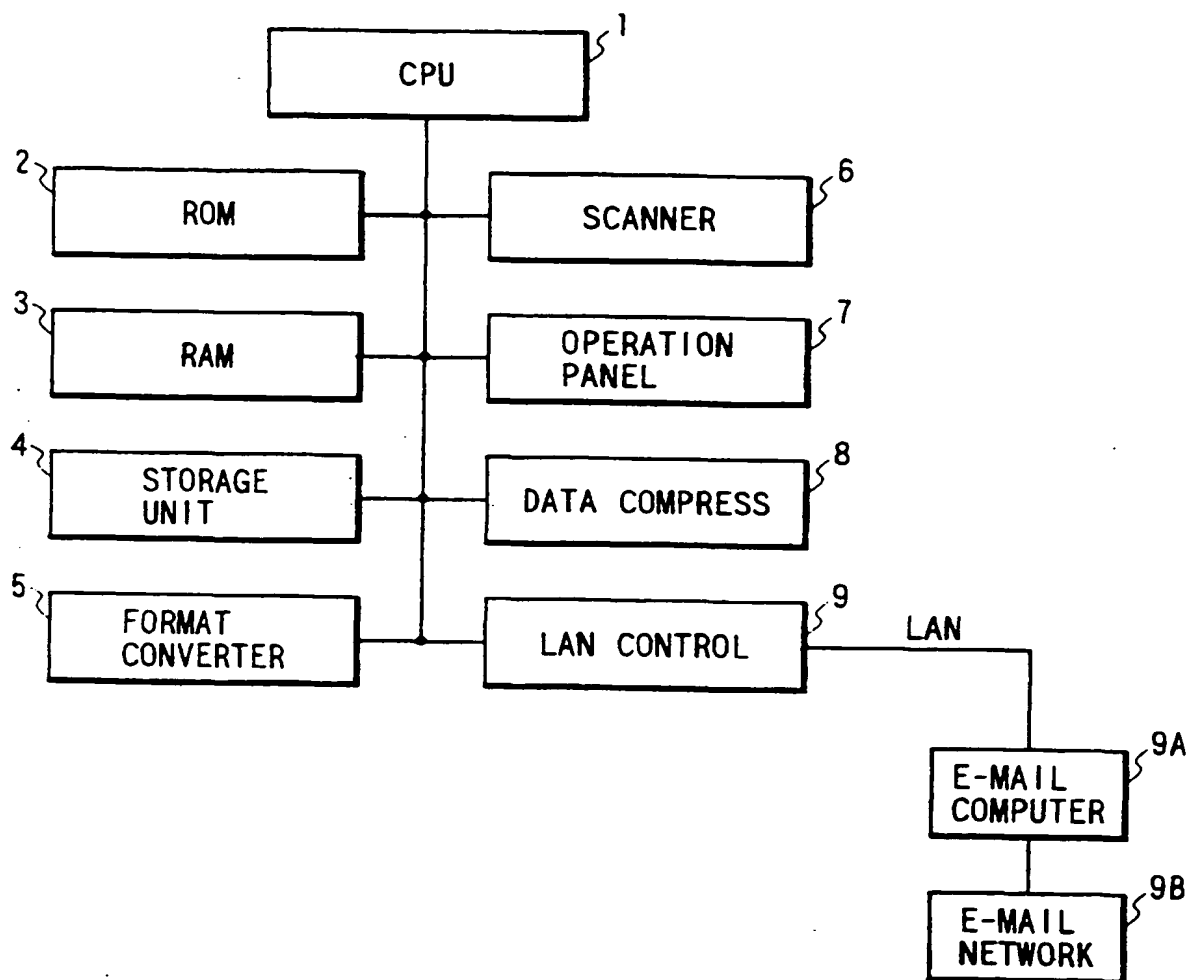 1
CPU
2
ROM
6
SCANNER
3
RAM
7
OPERATION
PANEL
4
STORAGE
UNIT
8
DATA COMPRESS
5
FORMAT
CONVERTER
9
LAN CONTROL
LAN
9A
E-MAIL
COMPUTER
9B
E-MAIL
NETWORK